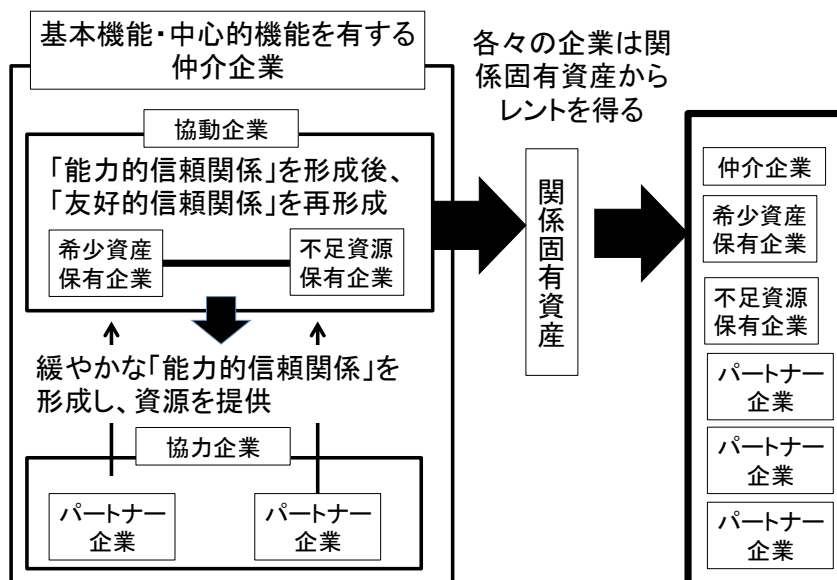 基本機能・中心的機能を有する
仲介企業
協動企業
「能力的信頼関係」を形成後、
「友好的信頼関係」を再形成
希少資産
保有企業
不足資源
保有企業
緩やかな「能力的信頼関係」を
形成し、資源を提供
協力企業
パートナー
企業
パートナー
企業
各々の企業は関
係固有資産から
レントを得る
関係固有資産
仲介企業
希少資産
保有企業
不足資源
保有企業
パートナー
企業
パートナー
企業
パートナー
企業